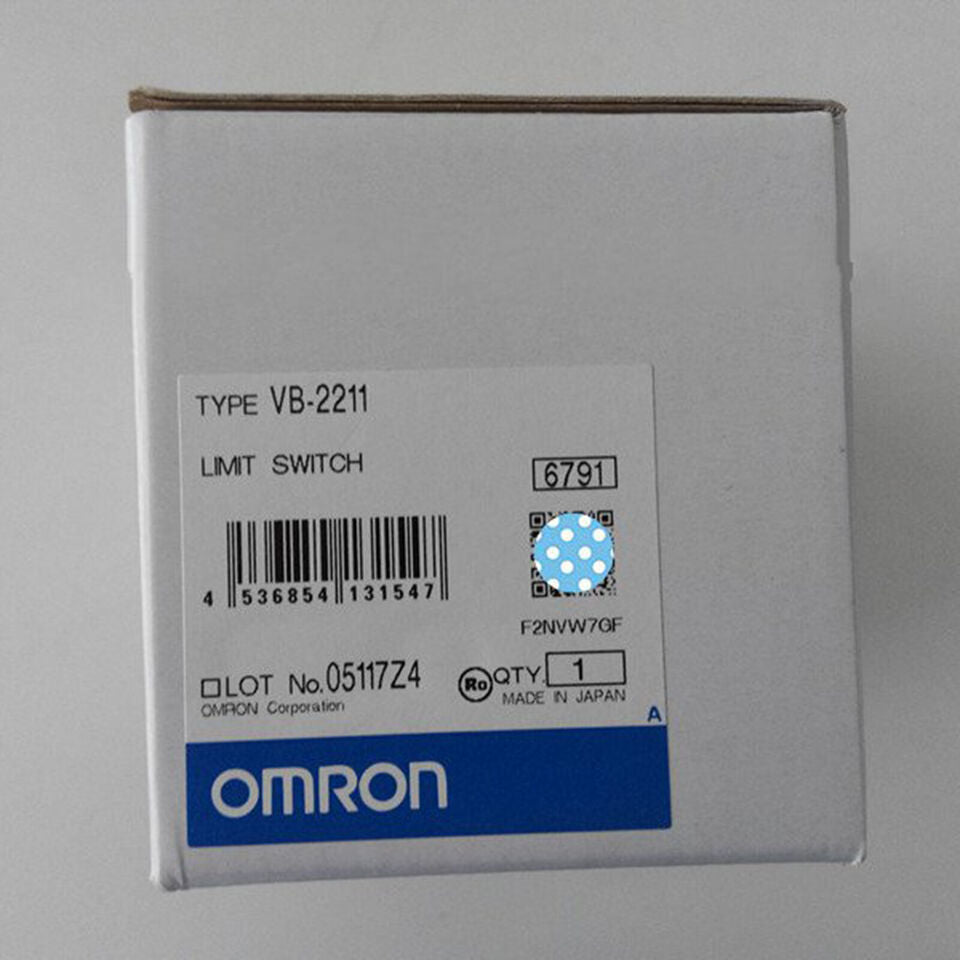 TYPE VB-2211
LIMIT SWITCH
6791
4 536854 131547
F2NVW7GF
LOT No. 05117Z4
Ro QTY. 1
OMRON Corporation
MADE IN JAPAN
A
OMRON